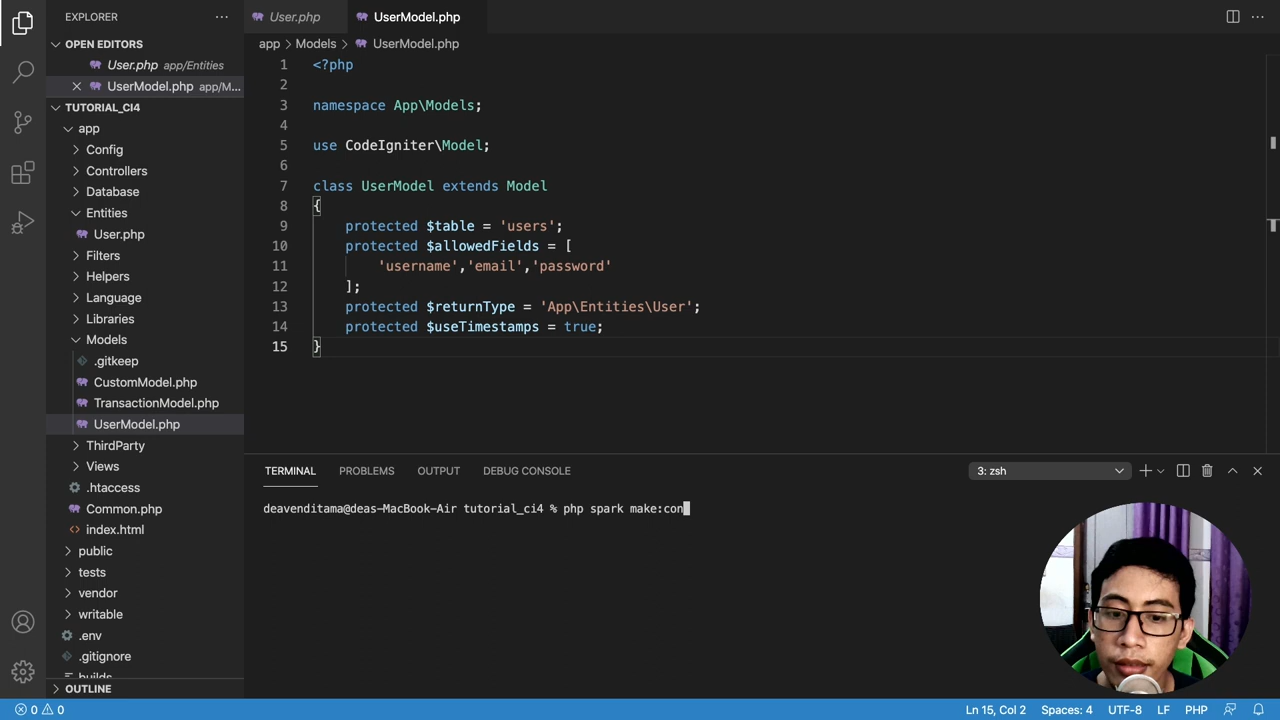 EXPLORER
OPEN EDITORS
User.php app/Entities
UserModel.php app/M...
TUTORIAL_CI4
app
Config
Controllers
Database
Entities
User.php
Filters
Helpers
Language
Libraries
Models
.gitkeep
CustomModel.php
TransactionModel.php
UserModel.php
ThirdParty
Views
.htaccess
Common.php
index.html
public
tests
vendor
writable
.env
.gitignore
builds
OUTLINE
User.php
UserModel.php
app > Models > UserModel.php
1 <?php
2
3 namespace App\Models;
4
5 use CodeIgniter\Model;
6
7 class UserModel extends Model
8 {
9 protected $table = 'users';
10 protected $allowedFields = [
11 'username','email','password'
12 ];
13 protected $returnType = 'App\Entities\User';
14 protected $useTimestamps = true;
15 }
TERMINAL PROBLEMS OUTPUT DEBUG CONSOLE 3: zsh
deavenditama@deas-MacBook-Air tutorial_ci4 % php spark make:con
0 0 Ln 15, Col 2 Spaces: 4 UTF-8 LF PHP